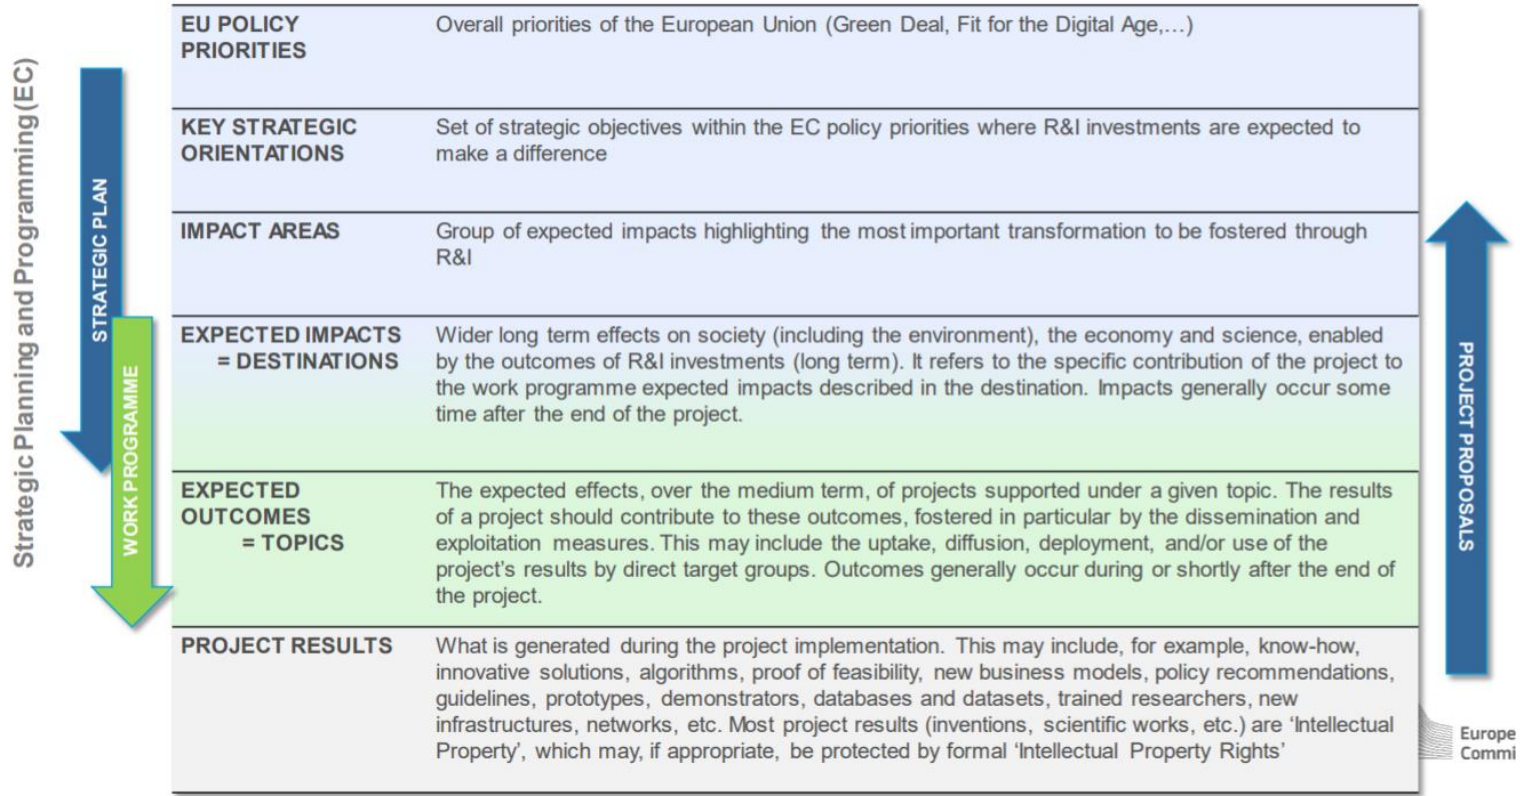 Strategic Planning and Programming (EC)
STRATEGIC PLAN
WORK PROGRAMME
EU POLICY
PRIORITIES
Overall priorities of the European Union (Green Deal, Fit for the Digital Age,…)
KEY STRATEGIC
ORIENTATIONS
Set of strategic objectives within the EC policy priorities where R&I investments are expected to
make a difference
IMPACT AREAS
Group of expected impacts highlighting the most important transformation to be fostered through
R&I
EXPECTED IMPACTS
= DESTINATIONS
Wider long term effects on society (including the environment), the economy and science, enabled
by the outcomes of R&I investments (long term). It refers to the specific contribution of the project to
the work programme expected impacts described in the destination. Impacts generally occur some
time after the end of the project.
EXPECTED
OUTCOMES
= TOPICS
The expected effects, over the medium term, of projects supported under a given topic. The results
of a project should contribute to these outcomes, fostered in particular by the dissemination and
exploitation measures. This may include the uptake, diffusion, deployment, and/or use of the
project's results by direct target groups. Outcomes generally occur during or shortly after the end of
the project.
PROJECT RESULTS
What is generated during the project implementation. This may include, for example, know-how,
innovative solutions, algorithms, proof of feasibility, new business models, policy recommendations,
guidelines, prototypes, demonstrators, databases and datasets, trained researchers, new
infrastructures, networks, etc. Most project results (inventions, scientific works, etc.) are ‘Intellectual
Property’, which may, if appropriate, be protected by formal ‘Intellectual Property Rights’
PROJECT PROPOSALS
Europe
Commi